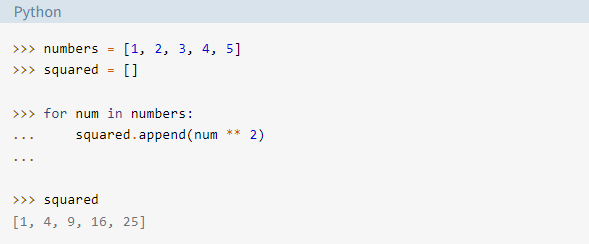 Python
>>> numbers = [1, 2, 3, 4, 5]
>>> squared = []
>>> for num in numbers:
...     squared.append(num ** 2)
...
>>> squared
[1, 4, 9, 16, 25]